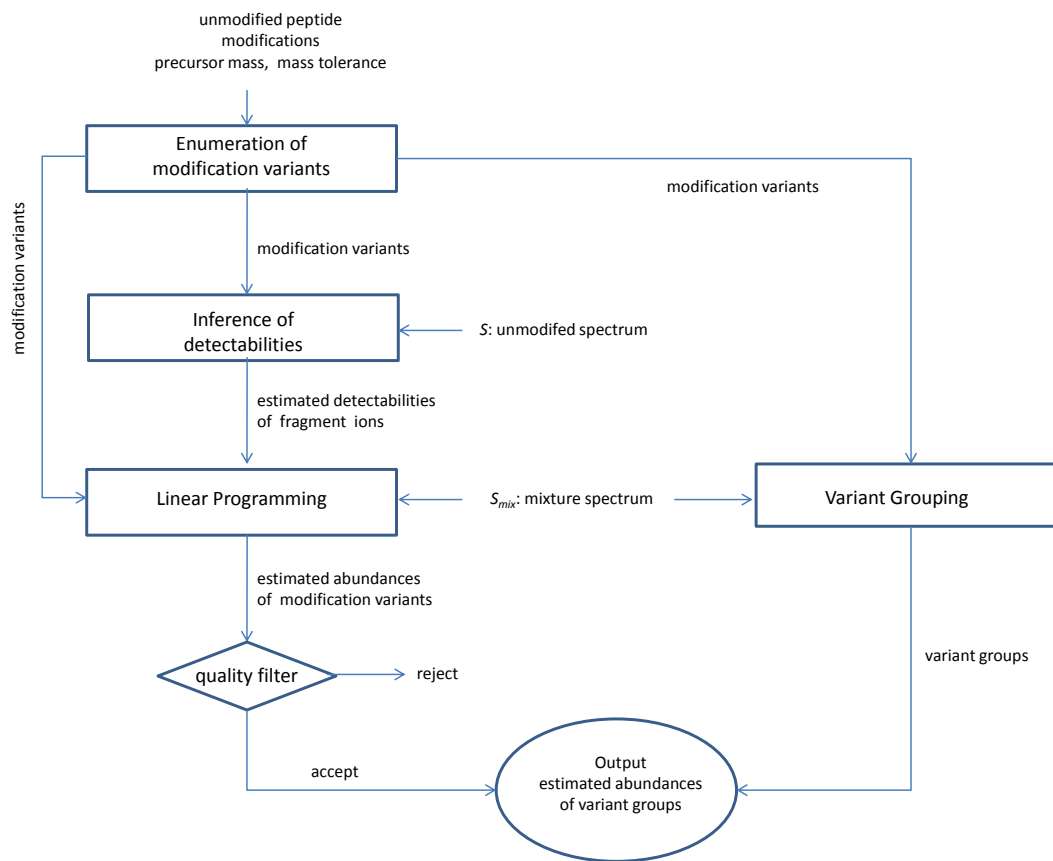 unmodified peptide
modifications
precursor mass, mass tolerance
Enumeration of
modification variants
modification variants
modification variants
modification variants
Inference of
detectabilities
S: unmodifed spectrum
estimated detectabilities
of fragment ions
Linear Programming
Smix: mixture spectrum
Variant Grouping
estimated abundances
of modification variants
variant groups
quality filter
reject
accept
Output
estimated abundances
of variant groups